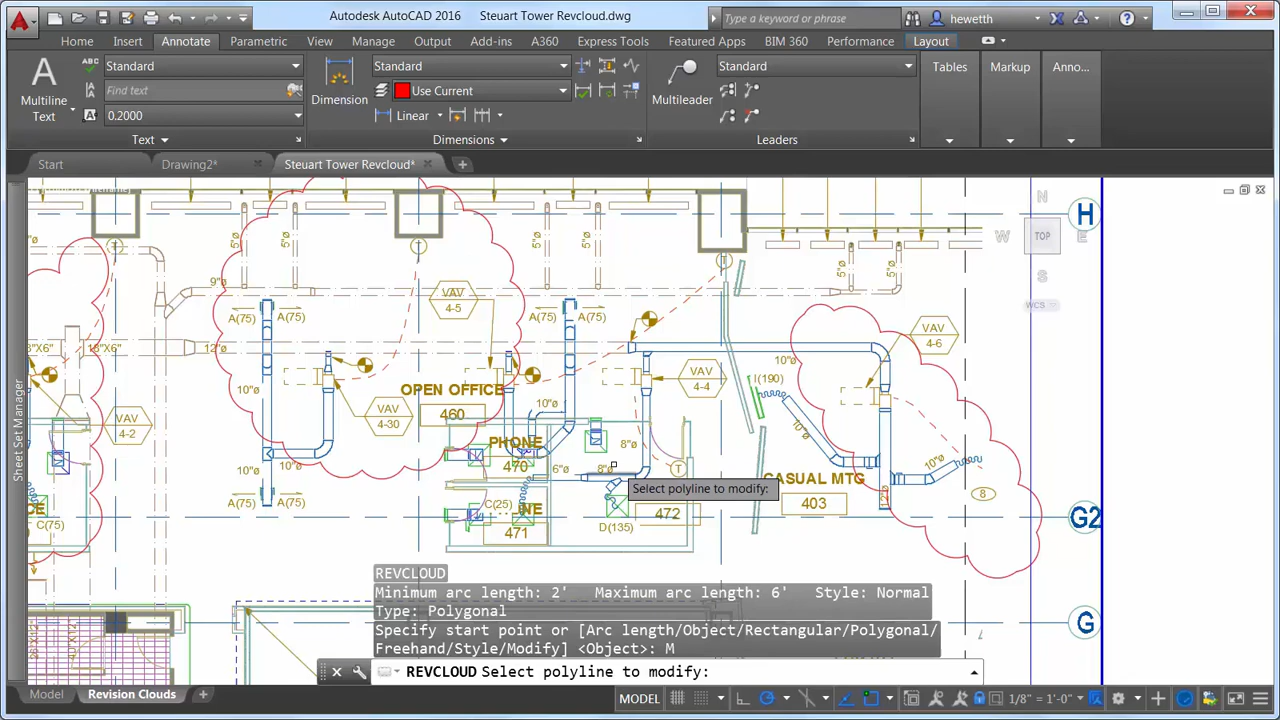 Autodesk AutoCAD 2016 Steuart Tower Revcloud.dwg
Type a keyword or phrase
hewetth
Home Insert Annotate Parametric View Manage Output Add-ins A360 Express Tools Featured Apps BIM 360 Performance Layout
A
Multiline
Text
ABC
Standard
Find text
0.2000
Text
Dimension
Standard
Use Current
Linear
Dimensions
Multileader
Standard
Leaders
Tables
Markup
Anno...
Start Drawing2* Steuart Tower Revcloud*
Sheet Set Manager
N
W TOP E
S
WCS
H
5"ø 5"ø 5"ø 5"ø 5"ø 5"ø
T T T
9"ø
VAV
4-5
A(75) A(75) A(75) A(75)
12"ø
VAV
4-6
10"ø
VAV
4-4
I(190)
10"ø
OPEN OFFICE
460
VAV
4-30
VAV
4-2
10"ø
10"ø
PHONE
470
8"ø
10"ø
T
6"ø 8"ø
10"ø 10"ø
10"ø
Select polyline to modify:
CASUAL MTG
403
8
A(75) A(75)
C(25)
NE
471
472
D(135)
C(75)
CE
G2
REVCLOUD
Minimum arc length: 2' Maximum arc length: 6' Style: Normal
Type: Polygonal
Specify start point or [Arc length/Object/Rectangular/Polygonal/
Freehand/Style/Modify] <Object>: M
G
REVCLOUD Select polyline to modify:
Model Revision Clouds
MODEL
1/8" = 1'-0"